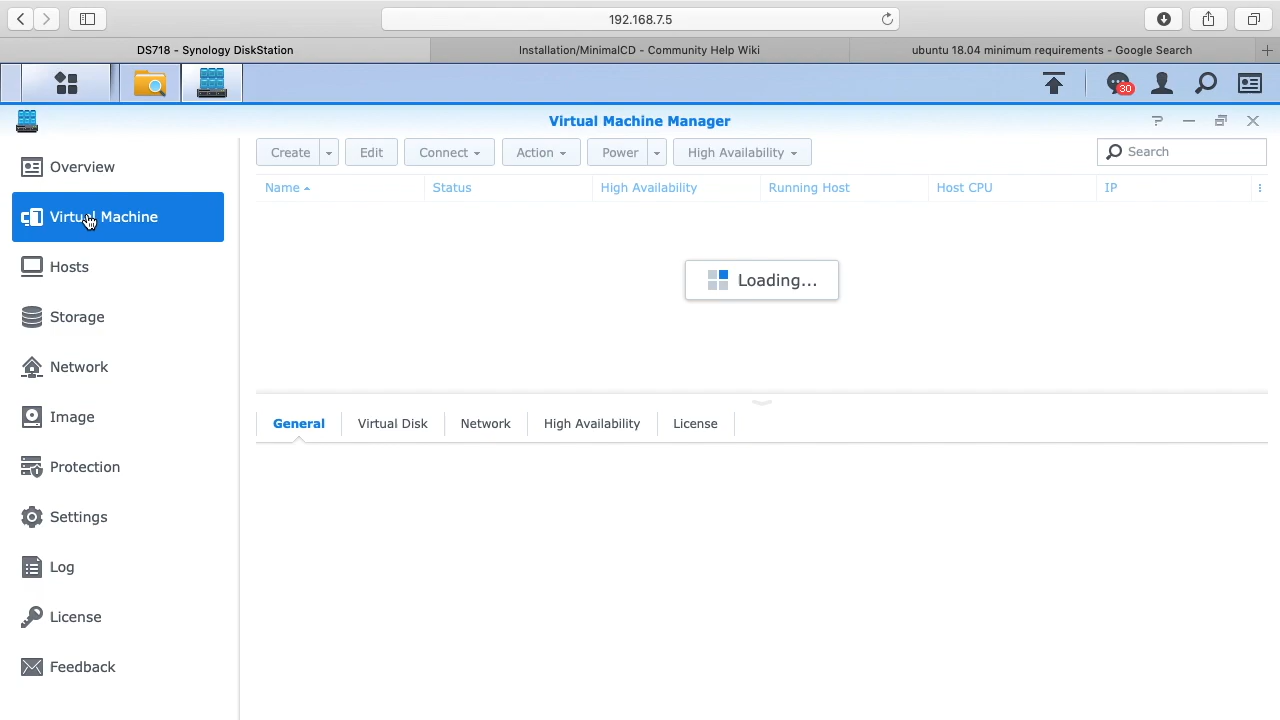 192.168.7.5
DS718 - Synology DiskStation
Installation/MinimalCD - Community Help Wiki
ubuntu 18.04 minimum requirements - Google Search
30
Virtual Machine Manager
Overview
Virtual Machine
Hosts
Storage
Network
Image
Protection
Settings
Log
License
Feedback
Create
Edit
Connect
Action
Power
High Availability
Search
Name
Status
High Availability
Running Host
Host CPU
IP
Loading...
General
Virtual Disk
Network
High Availability
License